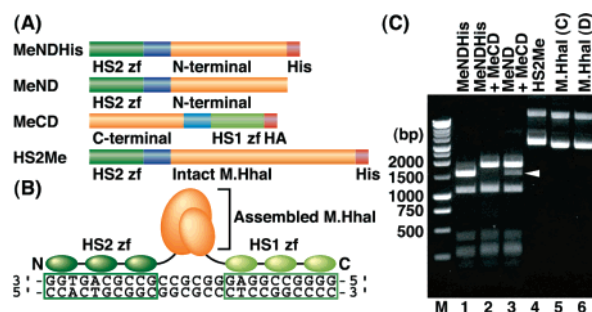 (A)
MeNDHis
HS2 zf N-terminal His
MeND
HS2 zf N-terminal
MeCD
C-terminal HS1 zf HA
HS2Me
HS2 zf Intact M.HhaI His
(B)
Assembled M.HhaI
HS2 zf HS1 zf
N C
3'- GGTGACGCCGCCGCGGGAGGCCGGGG -5'
5'- CCACTGCGGCGGCGCCCTCCGGCCCC -3'
(C)
MeNDHis
MeNDHis + MeCD
MeND + MeCD
HS2Me
M.HhaI (C)
M.HhaI (D)
(bp)
2000
1500
1000
750
500
M 1 2 3 4 5 6